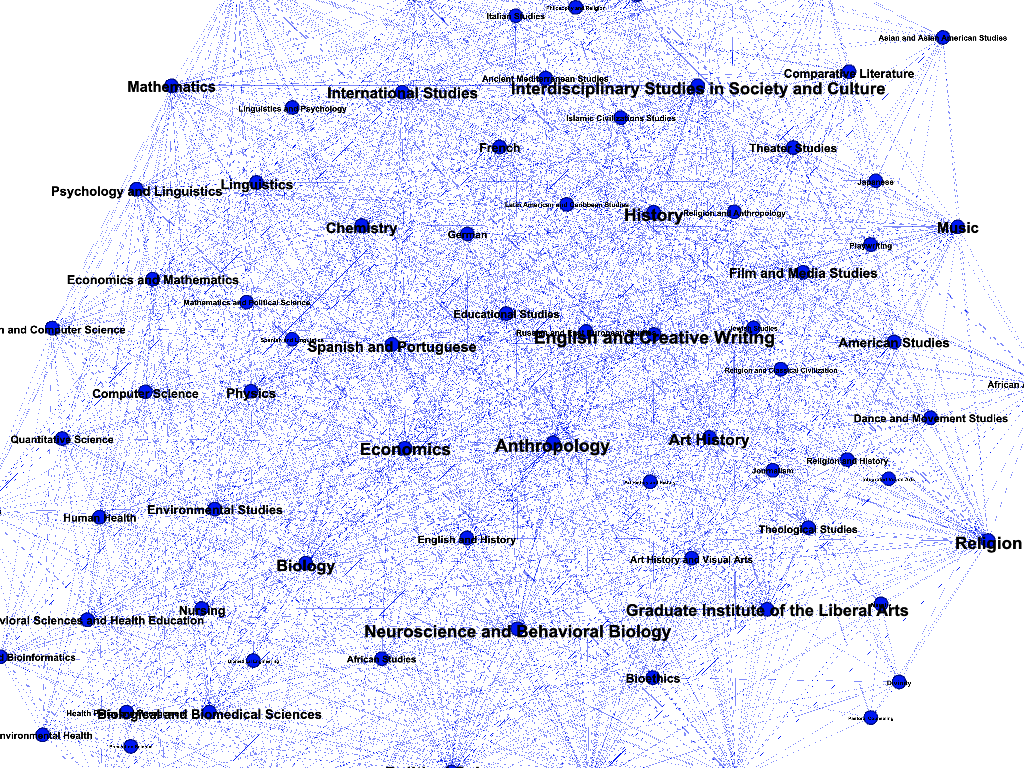 Philosophy and Religion
Italian Studies
Asian and Asian American Studies
Comparative Literature
Ancient Mediterranean Studies
Mathematics
International Studies
Interdisciplinary Studies in Society and Culture
Linguistics and Psychology
Islamic Civilizations Studies
French
Theater Studies
Japanese
Linguistics
Psychology and Linguistics
Latin American and Caribbean Studies
History
Religion and Anthropology
Chemistry
German
Music
Playwriting
Film and Media Studies
Economics and Mathematics
Mathematics and Political Science
Educational Studies
n and Computer Science
Russian and East European Studies
Jewish Studies
English and Creative Writing
Spanish and Portuguese
American Studies
Religion and Classical Civilization
African A
Computer Science
Physics
Dance and Movement Studies
Quantitative Science
Economics
Anthropology
Art History
Religion and History
Journalism
Environmental Studies
Human Health
Theological Studies
English and History
Religion
Art History and Visual Arts
Biology
Nursing
Graduate Institute of the Liberal Arts
vioral Sciences and Health Education
Neuroscience and Behavioral Biology
d Bioinformatics
African Studies
Bioethics
Divinity
Biological and Biomedical Sciences
nvironmental Health